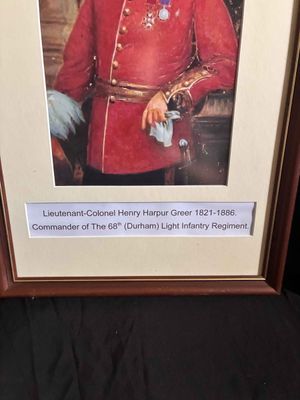 Lieutenant-Colonel Henry Harpur Greer 1821-1886.
Commander of The 68th (Durham) Light Infantry Regiment.